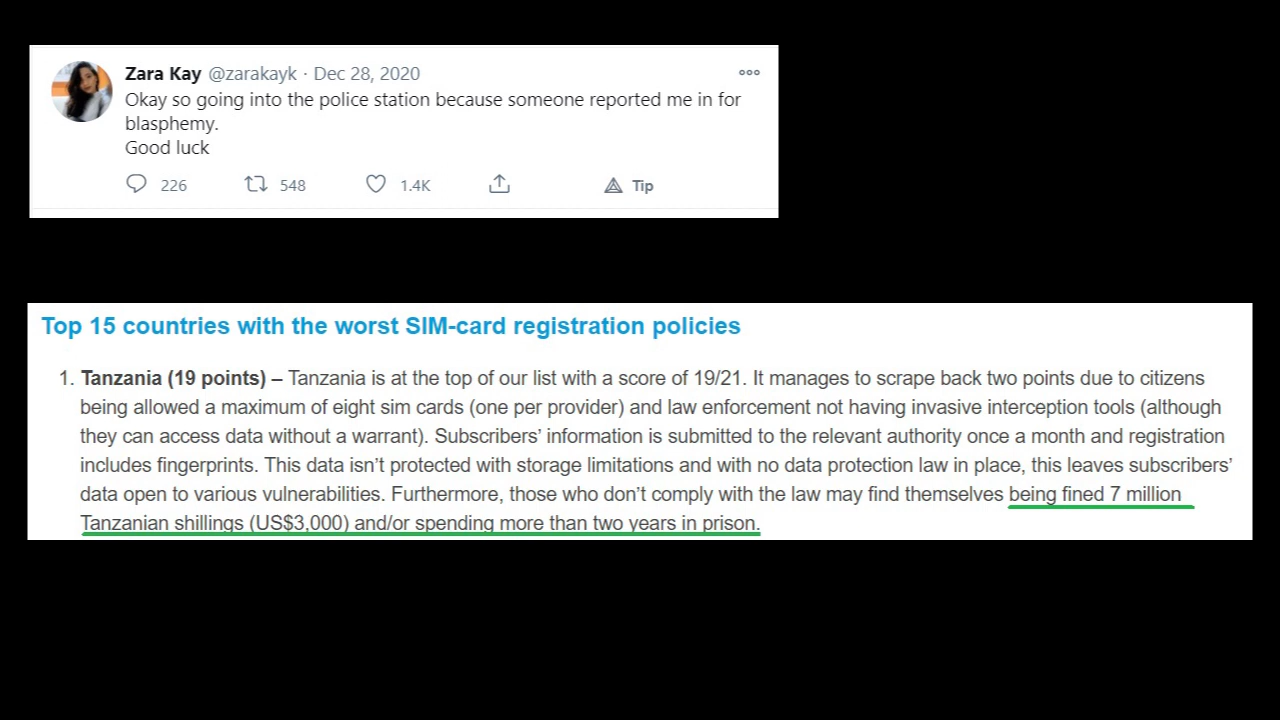 Zara Kay @zarakayk · Dec 28, 2020
Okay so going into the police station because someone reported me in for
blasphemy.
Good luck
226 548 1.4K Tip
Top 15 countries with the worst SIM-card registration policies
1. Tanzania (19 points) – Tanzania is at the top of our list with a score of 19/21. It manages to scrape back two points due to citizens
being allowed a maximum of eight sim cards (one per provider) and law enforcement not having invasive interception tools (although
they can access data without a warrant). Subscribers’ information is submitted to the relevant authority once a month and registration
includes fingerprints. This data isn’t protected with storage limitations and with no data protection law in place, this leaves subscribers’
data open to various vulnerabilities. Furthermore, those who don’t comply with the law may find themselves being fined 7 million
Tanzanian shillings (US$3,000) and/or spending more than two years in prison.